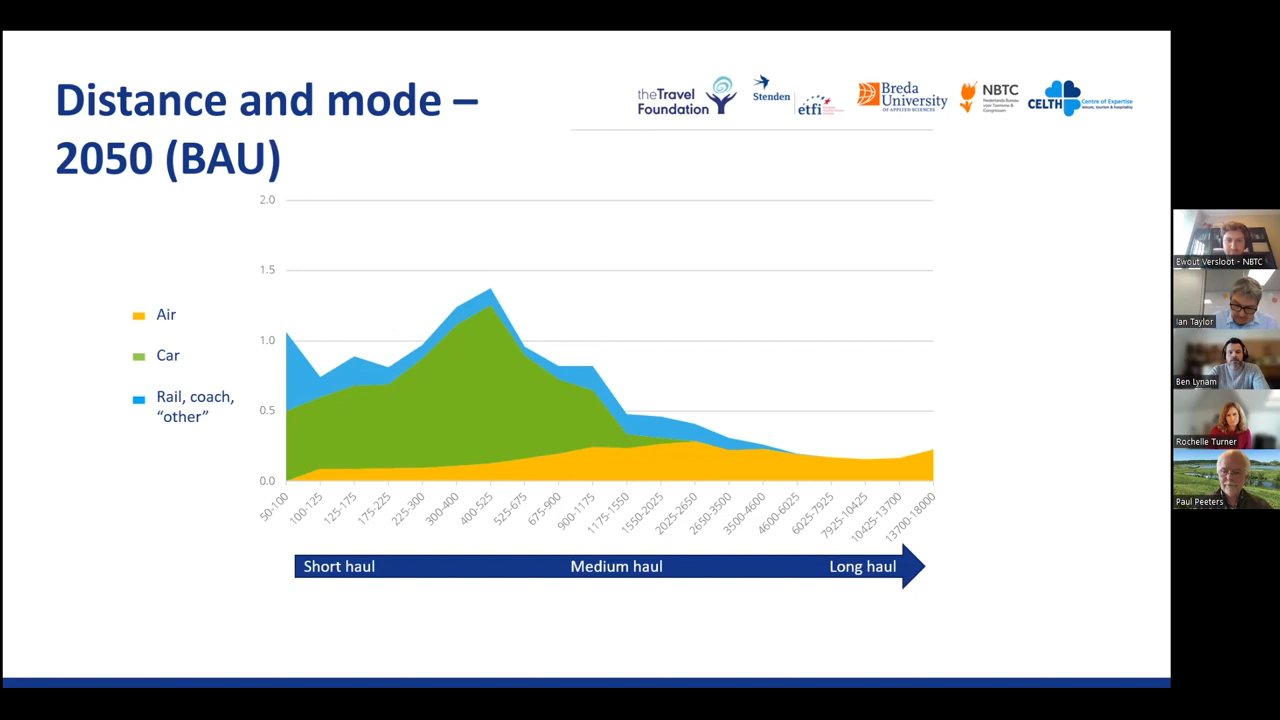 Distance and mode –
2050 (BAU)
theTravel
Foundation
Stenden
etfi
Breda
University
OF APPLIED SCIENCES
NBTC
Nederlands Bureau
voor Toerisme &
Congressen
CELTH
Centre of Expertise
leisure, tourism & hospitality
2.0
1.5
1.0
0.5
0.0
Air
Car
Rail, coach,
“other”
50-100
100-125
125-175
175-225
225-300
300-400
405-525
525-675
675-900
900-1175
1175-1550
1550-2025
2025-2650
2650-3500
3500-4600
4600-6025
6025-7925
7925-10425
10425-13700
13700-18000
Short haul
Medium haul
Long haul
Ewout Versloot - NBTC
Ian Taylor
Ben Lynam
Rochelle Turner
Paul Peeters